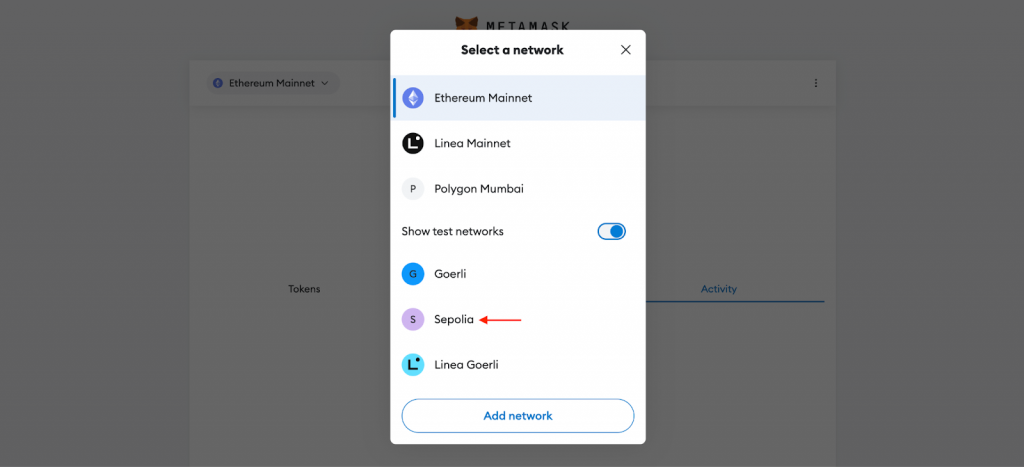 METAMASK
Select a network
Ethereum Mainnet
Ethereum Mainnet
L Linea Mainnet
P Polygon Mumbai
Show test networks
G Goerli
Tokens
Activity
S Sepolia
L Linea Goerli
Add network